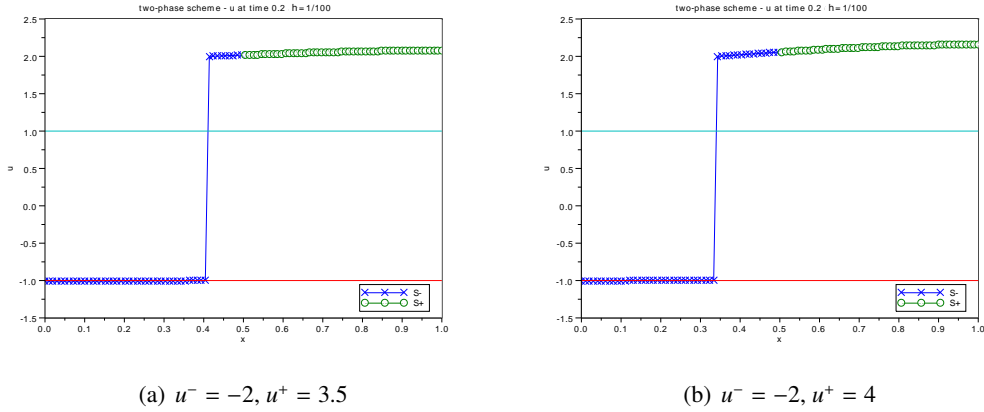 two-phase scheme - u at time 0.2 h=1/100
2.5
2.0
1.5
1.0
0.5
0.0
-0.5
-1.0
-1.5
u
0.0 0.1 0.2 0.3 0.4 0.5 0.6 0.7 0.8 0.9 1.0
x
S-
S+
(a) u⁻ = −2, u⁺ = 3.5
two-phase scheme - u at time 0.2 h=1/100
2.5
2.0
1.5
1.0
0.5
0.0
-0.5
-1.0
-1.5
u
0.0 0.1 0.2 0.3 0.4 0.5 0.6 0.7 0.8 0.9 1.0
x
S-
S+
(b) u⁻ = −2, u⁺ = 4